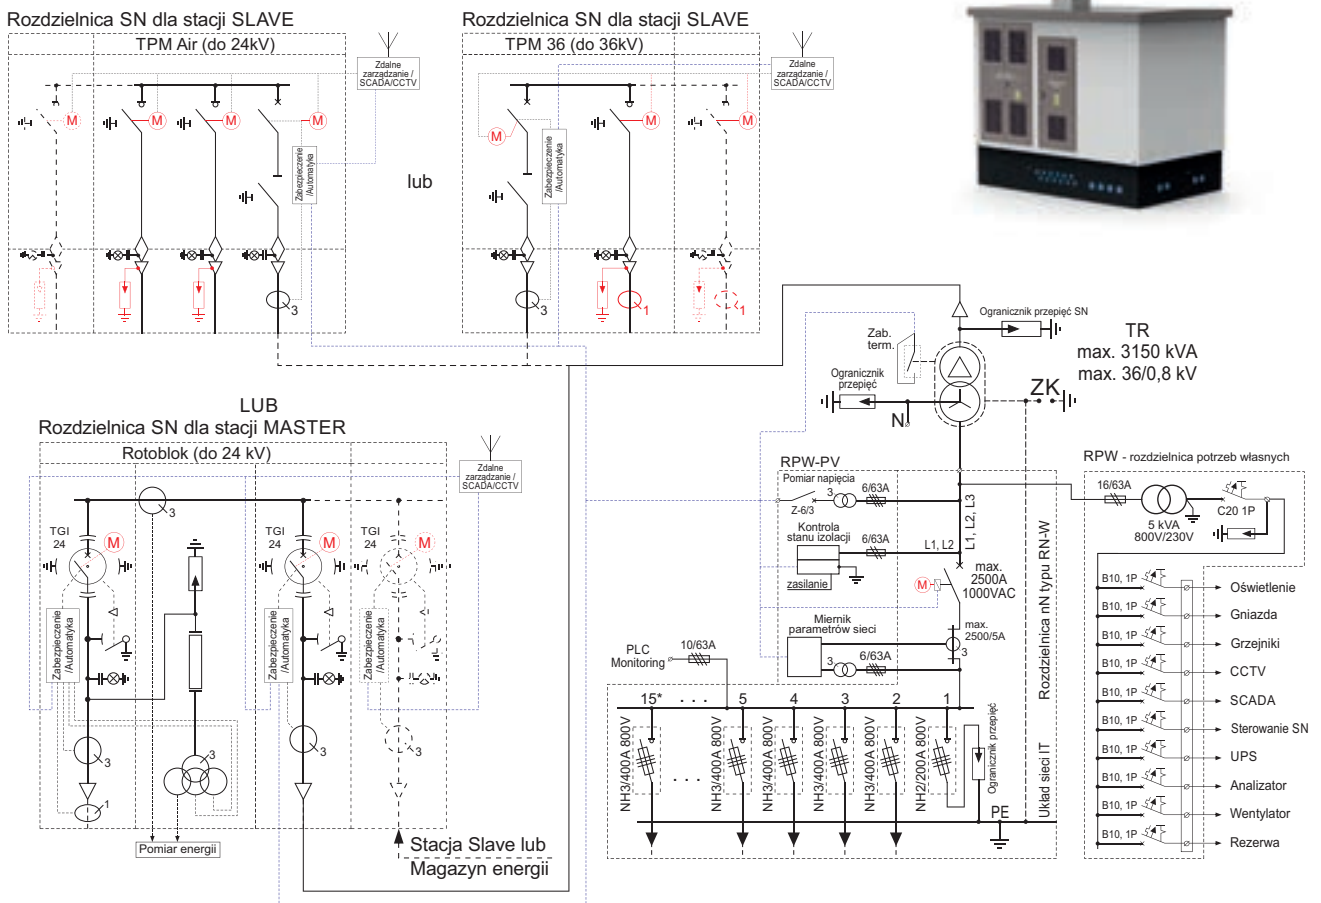 Rozdzielnica SN dla stacji SLAVE
TPM Air (do 24kV)
Zdalne
zarządzanie /
SCADA/CCTV
M
M
M
M
Zabezpieczenie
/Automatyka
3
lub
Rozdzielnica SN dla stacji SLAVE
TPM 36 (do 36kV)
Zdalne
zarządzanie /
SCADA/CCTV
M
M
M
Zabezpieczenie
/Automatyka
3
1
1
LUB
Rozdzielnica SN dla stacji MASTER
Rotoblok (do 24 kV)
Zdalne
zarządzanie /
SCADA/CCTV
3
TGI
24
M
TGI
24
M
TGI
24
M
Zabezpieczenie
/Automatyka
Zabezpieczenie
/Automatyka
Zabezpieczenie
/Automatyka
3
3
3
3
1
Pomiar energii
Stacja Slave lub
Magazyn energii
Ogranicznik przepięć SN
Zab.
term.
Ogranicznik
przepięć
N
TR
max. 3150 kVA
max. 36/0,8 kV
ZK
RPW-PV
Pomiar napięcia
Z-6/3
3
6/63A
Kontrola
stanu izolacji
6/63A
L1, L2
L1, L2, L3
zasilanie
M
max.
2500A
1000VAC
Miernik
parametrów sieci
3
6/63A
max.
2500/5A
3
PLC
Monitoring
10/63A
Rozdzielnica nN typu RN-W
Układ sieci IT
15*
. . .
5
4
3
2
1
NH3/400A 800V
. . .
NH3/400A 800V
NH3/400A 800V
NH3/400A 800V
NH3/400A 800V
NH2/200A 1000V
Ogranicznik przepięć
PE
RPW - rozdzielnica potrzeb własnych
16/63A
5 kVA
800V/230V
C20 1P
B10, 1P
Oświetlenie
B10, 1P
Gniazda
B10, 1P
Grzejniki
B10, 1P
CCTV
B10, 1P
SCADA
B10, 1P
Sterowanie SN
B10, 1P
UPS
B10, 1P
Analizator
B10, 1P
Wentylator
B10, 1P
Rezerwa